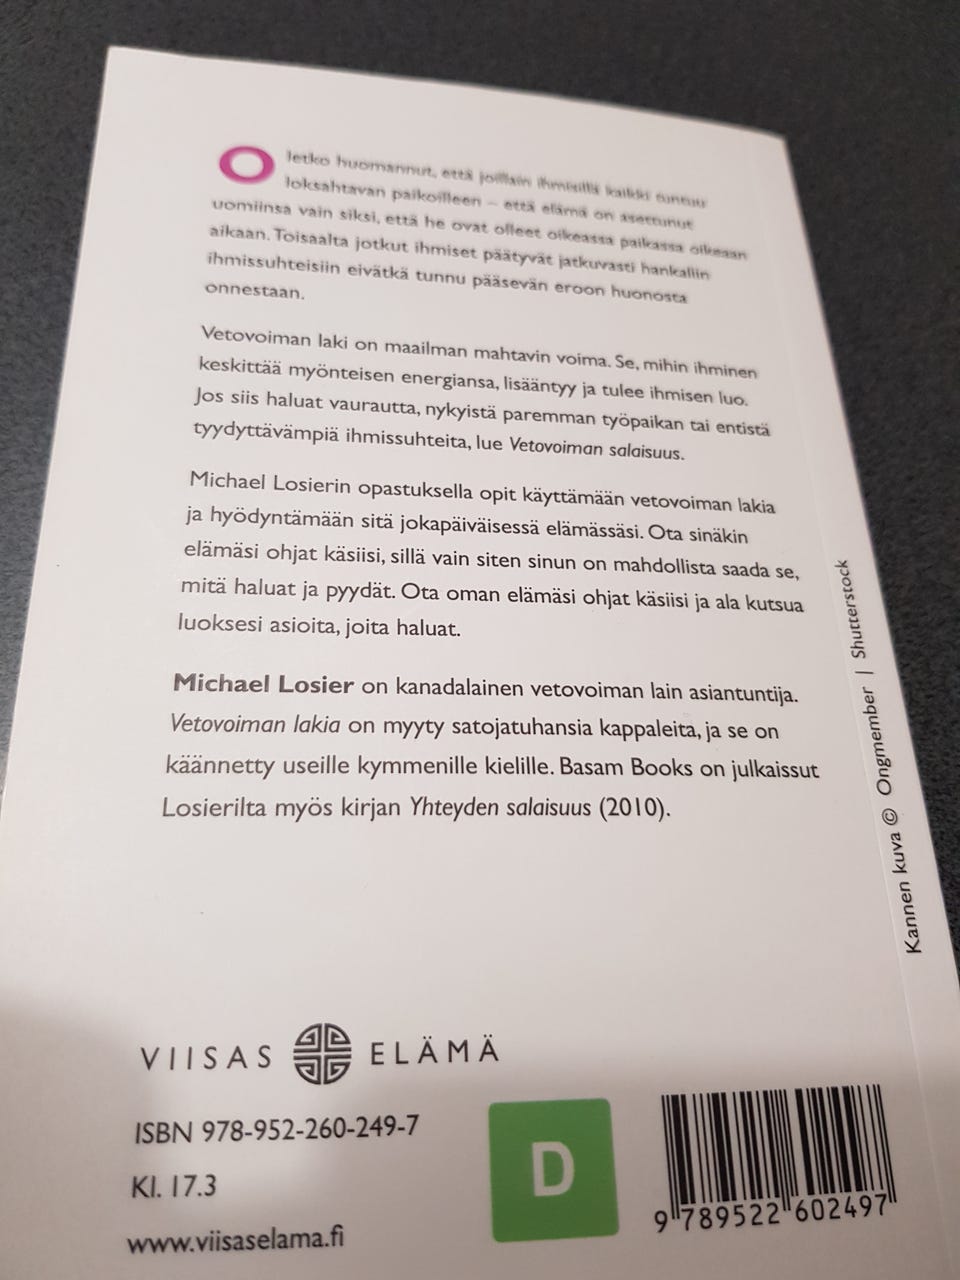 Oletko huomannut, että joillain ihmisillä kaikki tuntuu
loksahtavan paikoilleen – että elämä on asettunut
uomiinsa vain siksi, että he ovat olleet oikeassa paikassa oikeaan
aikaan. Toisaalta jotkut ihmiset päätyvät jatkuvasti hankaliin
ihmissuhteisiin eivätkä tunnu pääsevän eroon huonosta
onnestaan.
Vetovoiman laki on maailman mahtavin voima. Se, mihin ihminen
keskittää myönteisen energiansa, lisääntyy ja tulee ihmisen luo.
Jos siis haluat vaurautta, nykyistä paremman työpaikan tai entistä
tyydyttävämpiä ihmissuhteita, lue Vetovoiman salaisuus.
Michael Losierin opastuksella opit käyttämään vetovoiman lakia
ja hyödyntämään sitä jokapäiväisessä elämässäsi. Ota sinäkin
elämäsi ohjat käsiisi, sillä vain siten sinun on mahdollista saada se,
mitä haluat ja pyydät. Ota oman elämäsi ohjat käsiisi ja ala kutsua
luoksesi asioita, joita haluat.
Michael Losier on kanadalainen vetovoiman lain asiantuntija.
Vetovoiman lakia on myyty satojatuhansia kappaleita, ja se on
käännetty useille kymmenille kielille. Basam Books on julkaissut
Losierilta myös kirjan Yhteyden salaisuus (2010).
Kannen kuva © Ongmember | Shutterstock
VIISAS ELÄMÄ
ISBN 978-952-260-249-7
Kl. 17.3
www.viisaselama.fi
D
9 789522 602497